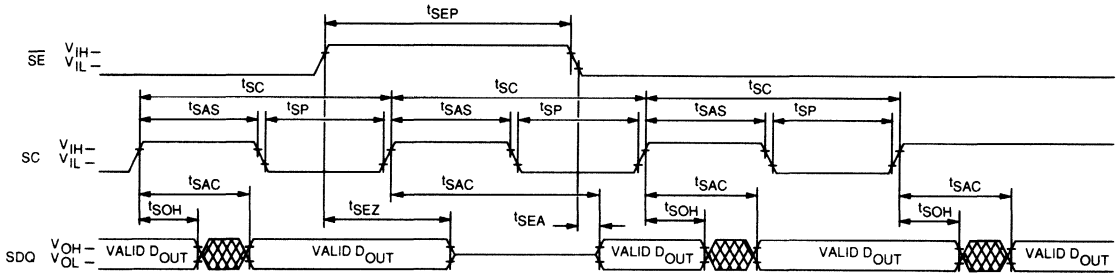 tSEP
SE VIH
VIL
tSC tSC tSC
tSAS tSP tSAS tSP tSAS tSP
SC VIH
VIL
tSAC tSAC tSAC tSAC
tSOH tSEZ tSEA tSOH tSOH
SDQ VOH
VOL
VALID DOUT VALID DOUT VALID DOUT VALID DOUT VALID DOUT